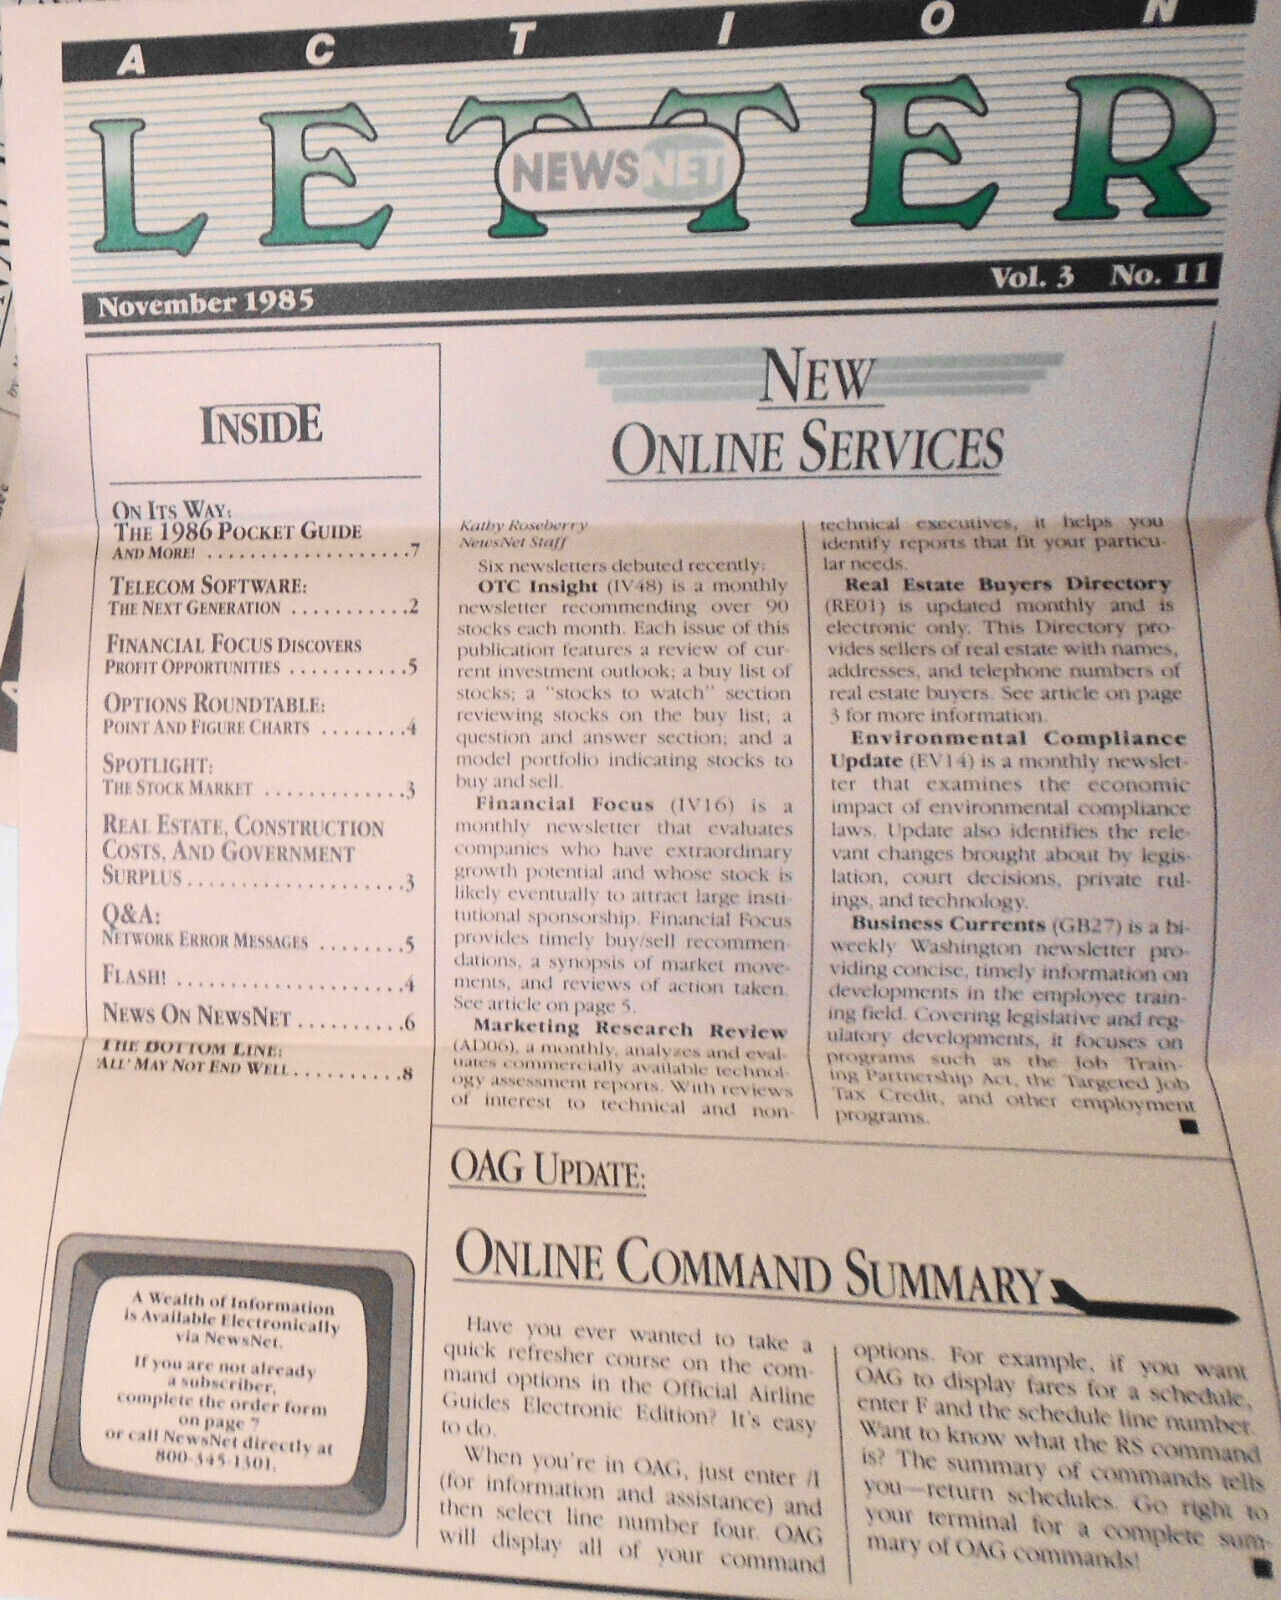 ACTION
LETTER
NEWSNET
November 1985
Vol. 3 No. 11
INSIDE
ON ITS WAY:
THE 1986 POCKET GUIDE
AND MORE! ...................7
TELECOM SOFTWARE:
THE NEXT GENERATION ...........2
FINANCIAL FOCUS DISCOVERS
PROFIT OPPORTUNITIES ...........5
OPTIONS ROUNDTABLE:
POINT AND FIGURE CHARTS ........4
SPOTLIGHT:
THE STOCK MARKET .............3
REAL ESTATE, CONSTRUCTION
COSTS, AND GOVERNMENT
SURPLUS......................3
Q&A:
NETWORK ERROR MESSAGES ........5
FLASH! .......................4
NEWS ON NEWSNET ..........6
THE BOTTOM LINE:
'ALL' MAY NOT END WELL..........8
A Wealth of Information
is Available Electronically
via NewsNet.
If you are not already
a subscriber,
complete the order form
on page 7
or call NewsNet directly at
800-345-1301.
NEW
ONLINE SERVICES
Kathy Roseberry
NewsNet Staff
Six newsletters debuted recently:
OTC Insight (IV48) is a monthly
newsletter recommending over 90
stocks each month. Each issue of this
publication features a review of cur-
rent investment outlook; a buy list of
stocks; a "stocks to watch" section
reviewing stocks on the buy list; a
question and answer section; and a
model portfolio indicating stocks to
buy and sell.
Financial Focus (IV16) is a
monthly newsletter that evaluates
companies who have extraordinary
growth potential and whose stock is
likely eventually to attract large insti-
tutional sponsorship. Financial Focus
provides timely buy/sell recommen-
dations, a synopsis of market move-
ments, and reviews of action taken.
See article on page 5.
Marketing Research Review
(AD06), a monthly, analyzes and eval-
uates commercially available technol-
ogy assessment reports. With reviews
of interest to technical and non-
technical executives, it helps you
identify reports that fit your particu-
lar needs.
Real Estate Buyers Directory
(RE01) is updated monthly and is
electronic only. This Directory pro-
vides sellers of real estate with names,
addresses, and telephone numbers of
real estate buyers. See article on page
3 for more information.
Environmental Compliance
Update (EV14) is a monthly newslet-
ter that examines the economic
impact of environmental compliance
laws. Update also identifies the rele-
vant changes brought about by legis-
lation, court decisions, private rul-
ings, and technology.
Business Currents (GB27) is a bi-
weekly Washington newsletter pro-
viding concise, timely information on
developments in the employee train-
ing field. Covering legislative and reg-
ulatory developments, it focuses on
programs such as the Job Train-
ing Partnership Act, the Targeted Job
Tax Credit, and other employment
programs.
OAG UPDATE:
ONLINE COMMAND SUMMARY
Have you ever wanted to take a
quick refresher course on the com-
mand options in the Official Airline
Guides Electronic Edition? It's easy
to do.
When you're in OAG, just enter /I
(for information and assistance) and
then select line number four. OAG
will display all of your command
options. For example, if you want
OAG to display fares for a schedule,
enter F and the schedule line number.
Want to know what the RS command
is? The summary of commands tells
you—return schedules. Go right to
your terminal for a complete sum-
mary of OAG commands!